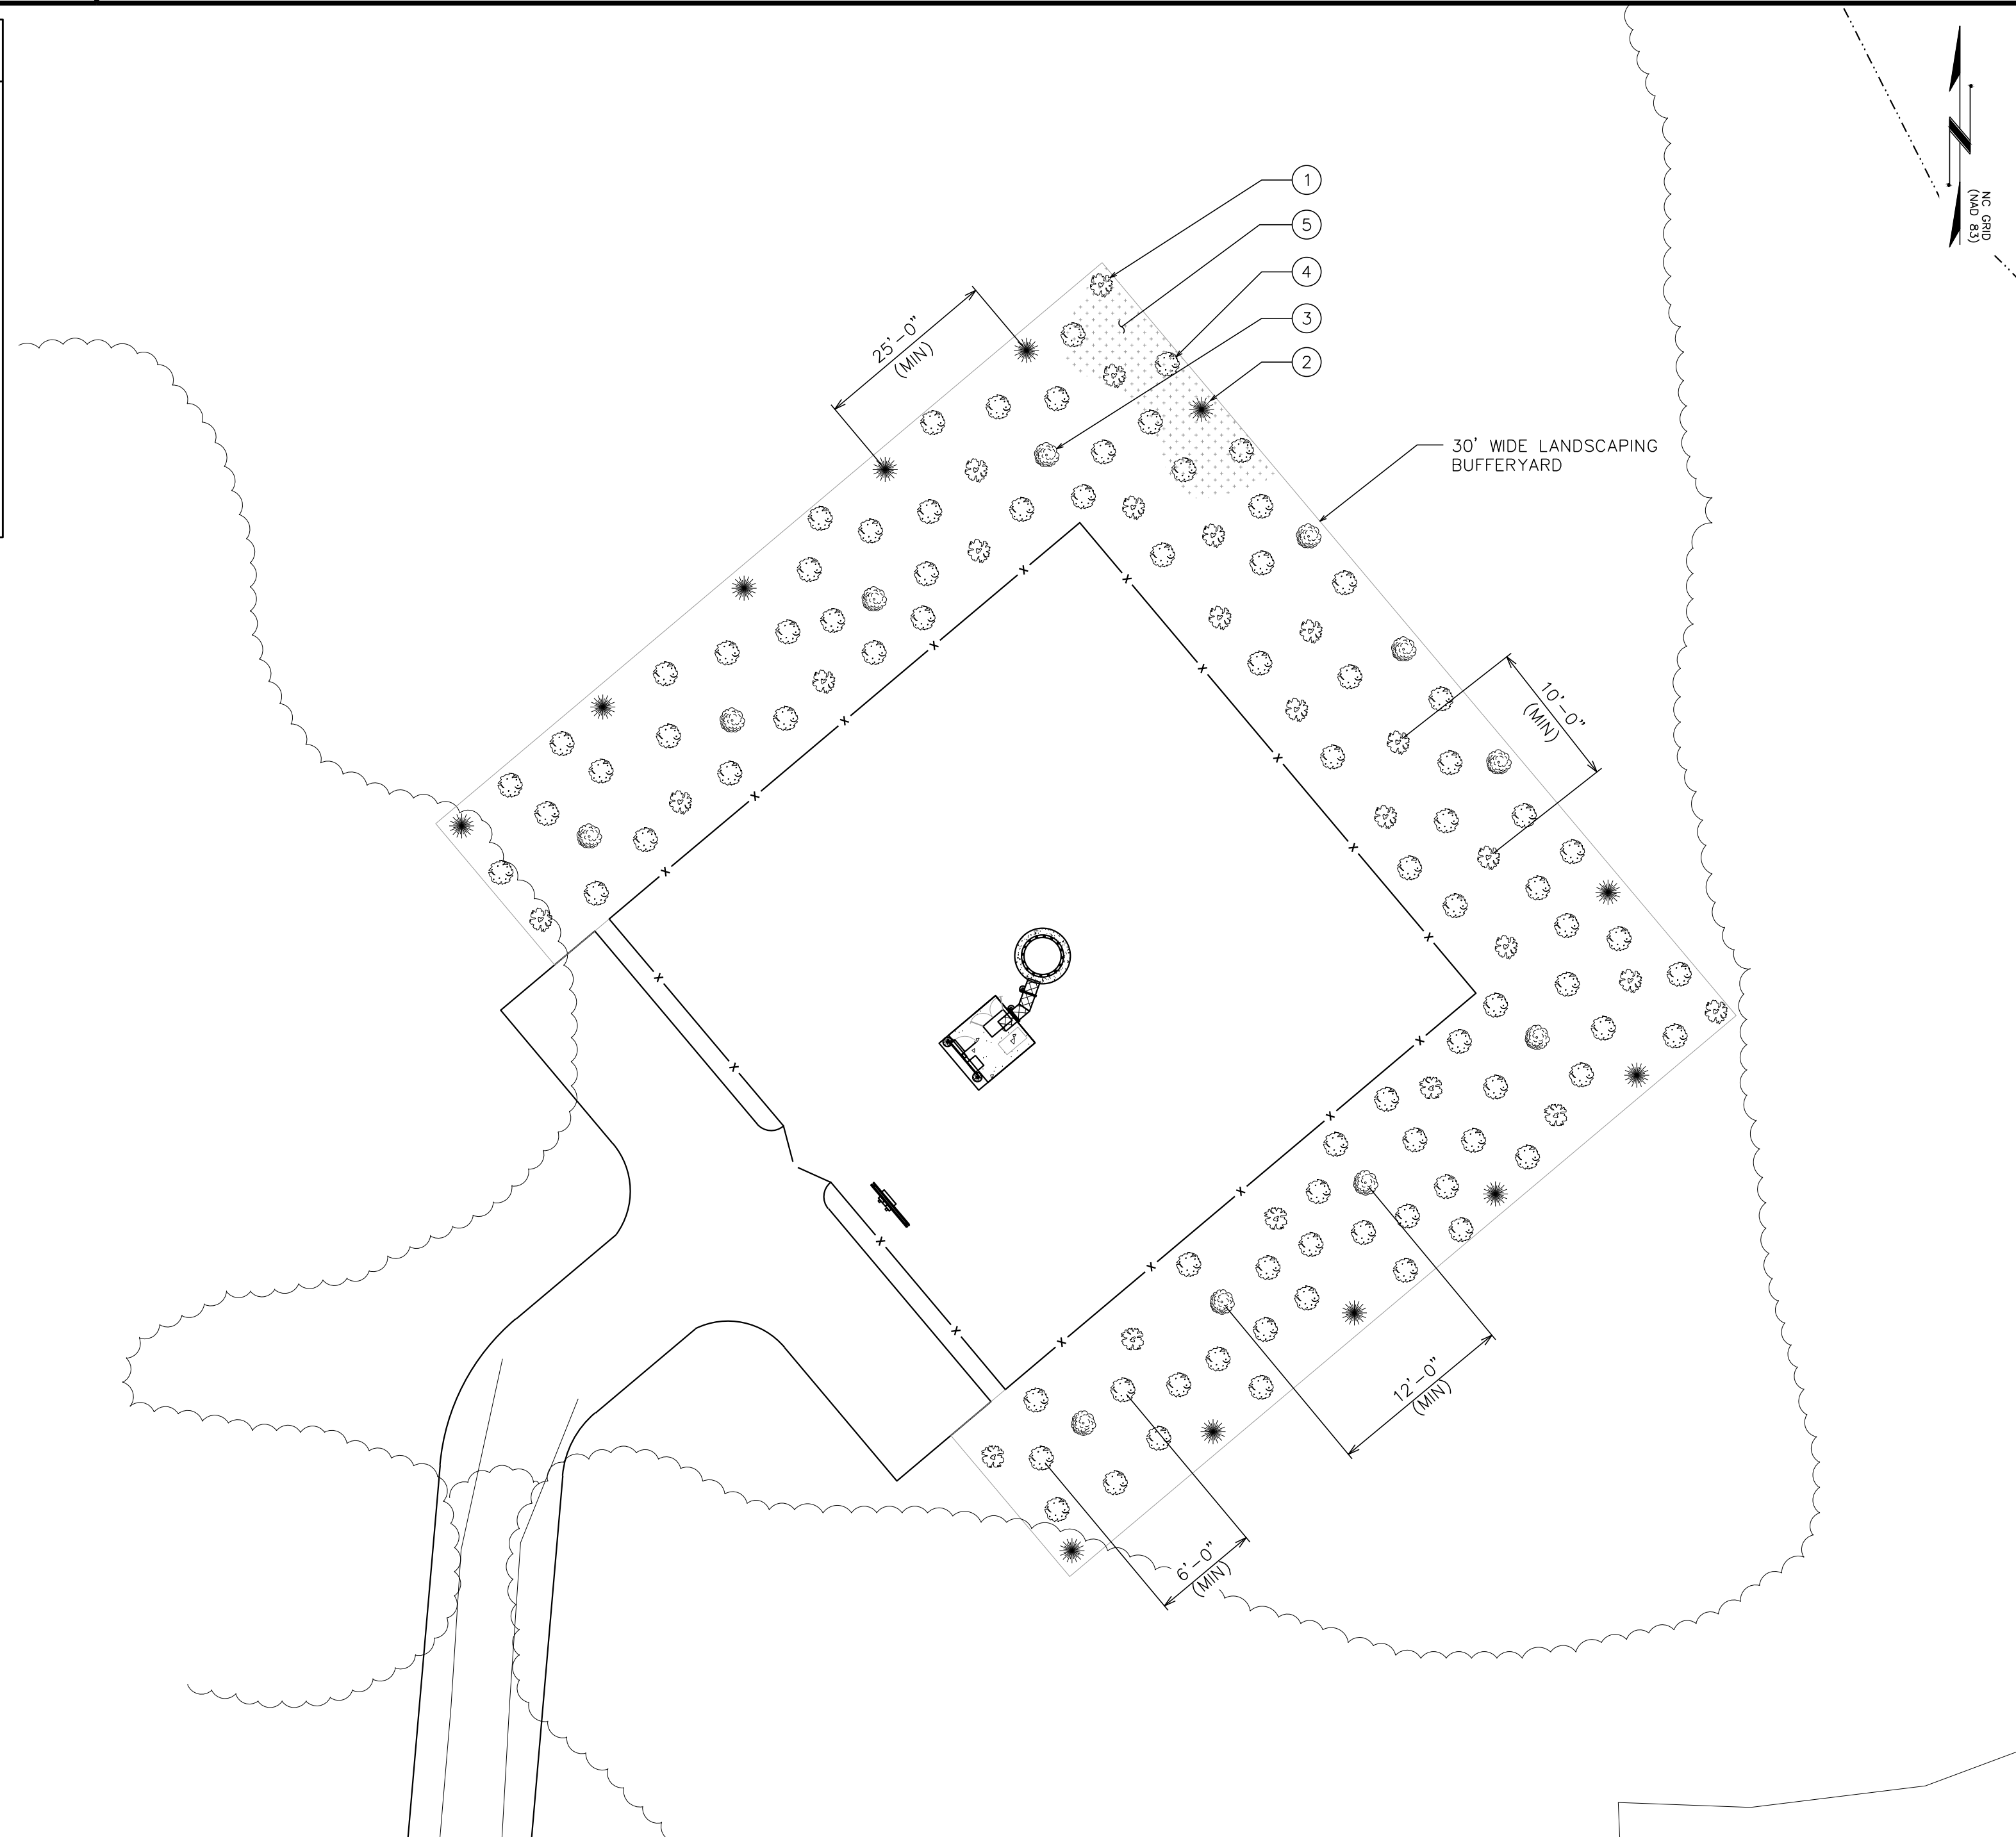 NC GRID
(NAD 83)
1
5
4
3
2
25'-0"
(MIN)
30' WIDE LANDSCAPING
BUFFERYARD
10'-0"
(MIN)
12'-0"
(MIN)
6'-0"
(MIN)